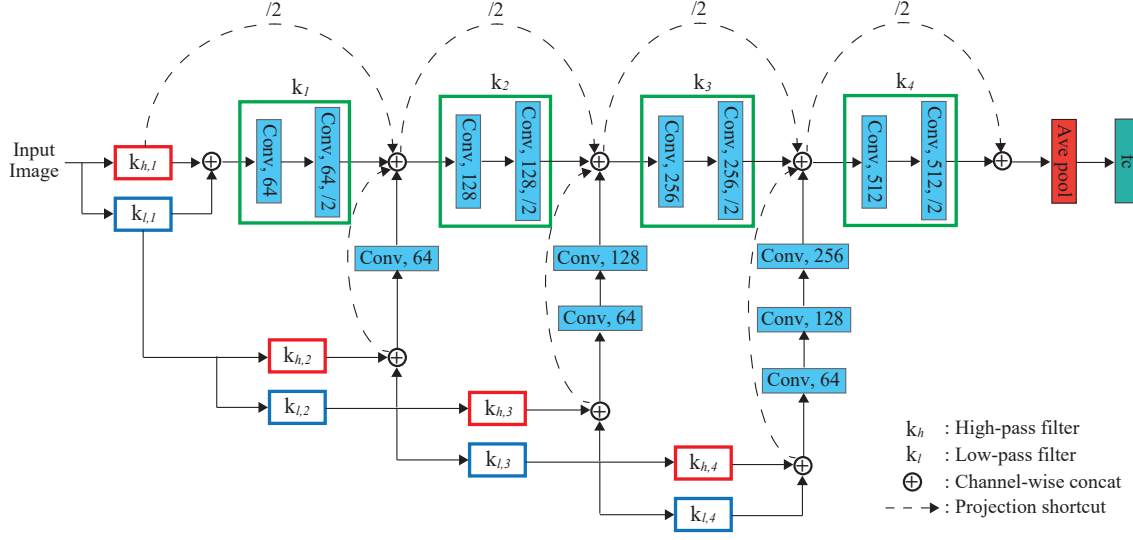 /2
/2
/2
/2
k1
k2
k3
k4
Input
Image
kh,1
kl,1
Conv, 64
Conv, 64, /2
Conv, 128
Conv, 128, /2
Conv, 256
Conv, 256, /2
Conv, 512
Conv, 512, /2
Ave pool
fc
Conv, 64
Conv, 128
Conv, 256
Conv, 64
Conv, 128
kh,2
Conv, 64
kl,2
kh,3
kl,3
kh,4
kl,4
kh : High-pass filter
kl : Low-pass filter
: Channel-wise concat
: Projection shortcut